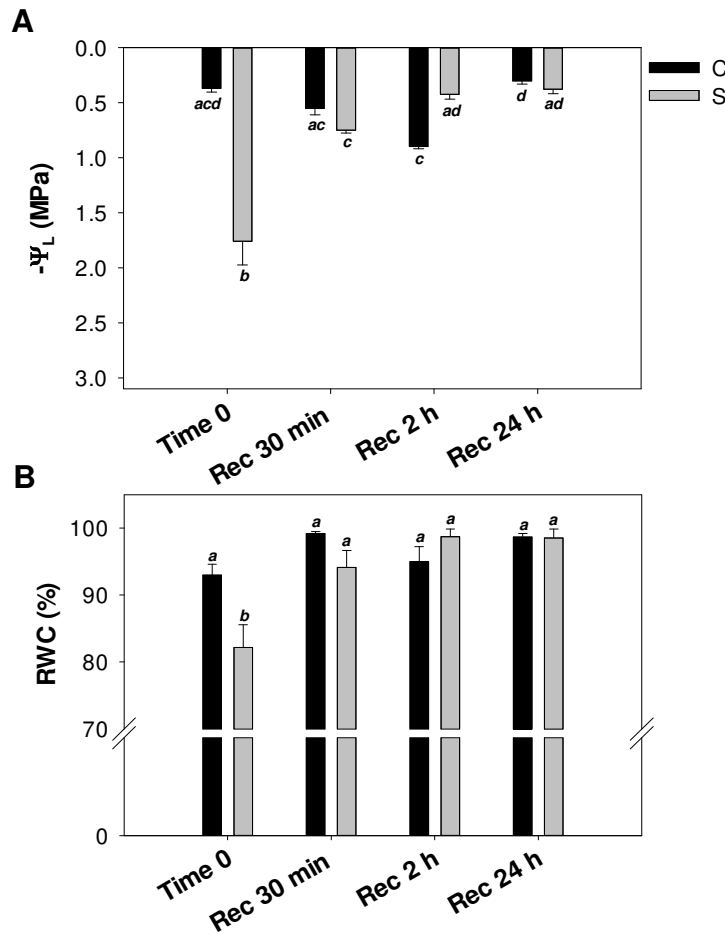 A
0.0
0.5
1.0
1.5
2.0
2.5
3.0
-ΨL (MPa)
acd
b
ac
c
c
ad
d
ad
C
S
Time 0
Rec 30 min
Rec 2 h
Rec 24 h
B
100
90
80
70
0
RWC (%)
a
b
a
a
a
a
a
a
Time 0
Rec 30 min
Rec 2 h
Rec 24 h